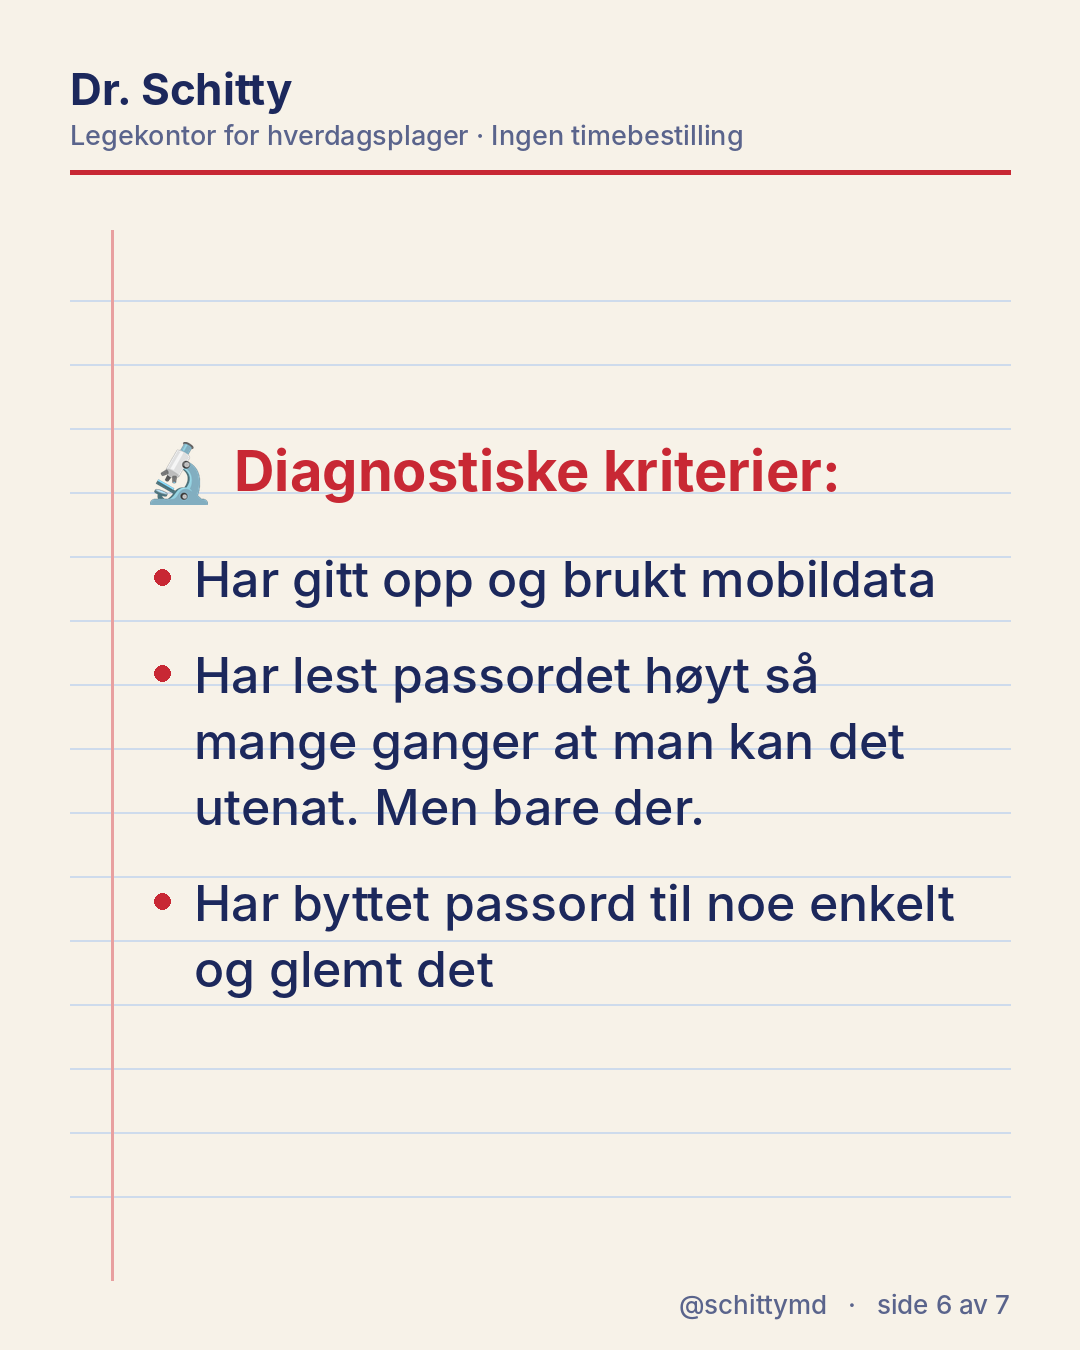 Dr. Schitty
Legekontor for hverdagsplager · Ingen timebestilling
🔬 Diagnostiske kriterier:
• Har gitt opp og brukt mobildata
• Har lest passordet høyt så
mange ganger at man kan det
utenat. Men bare der.
• Har byttet passord til noe enkelt
og glemt det
@schittymd · side 6 av 7